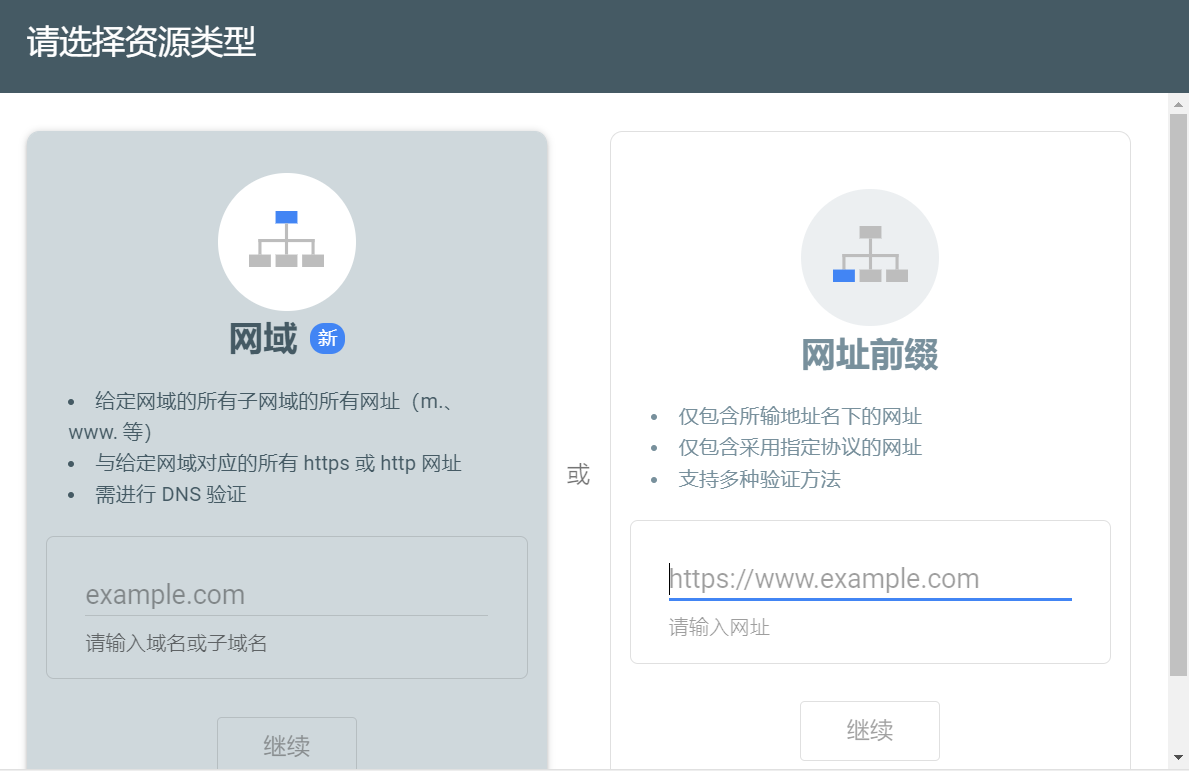 请选择资源类型
网域 新
• 给定网域的所有子网域的所有网址（m.、
www. 等）
• 与给定网域对应的所有 https 或 http 网址
• 需进行 DNS 验证
example.com
请输入域名或子域名
继续
或
网址前缀
• 仅包含所输地址名下的网址
• 仅包含采用指定协议的网址
• 支持多种验证方法
https://www.example.com
请输入网址
继续